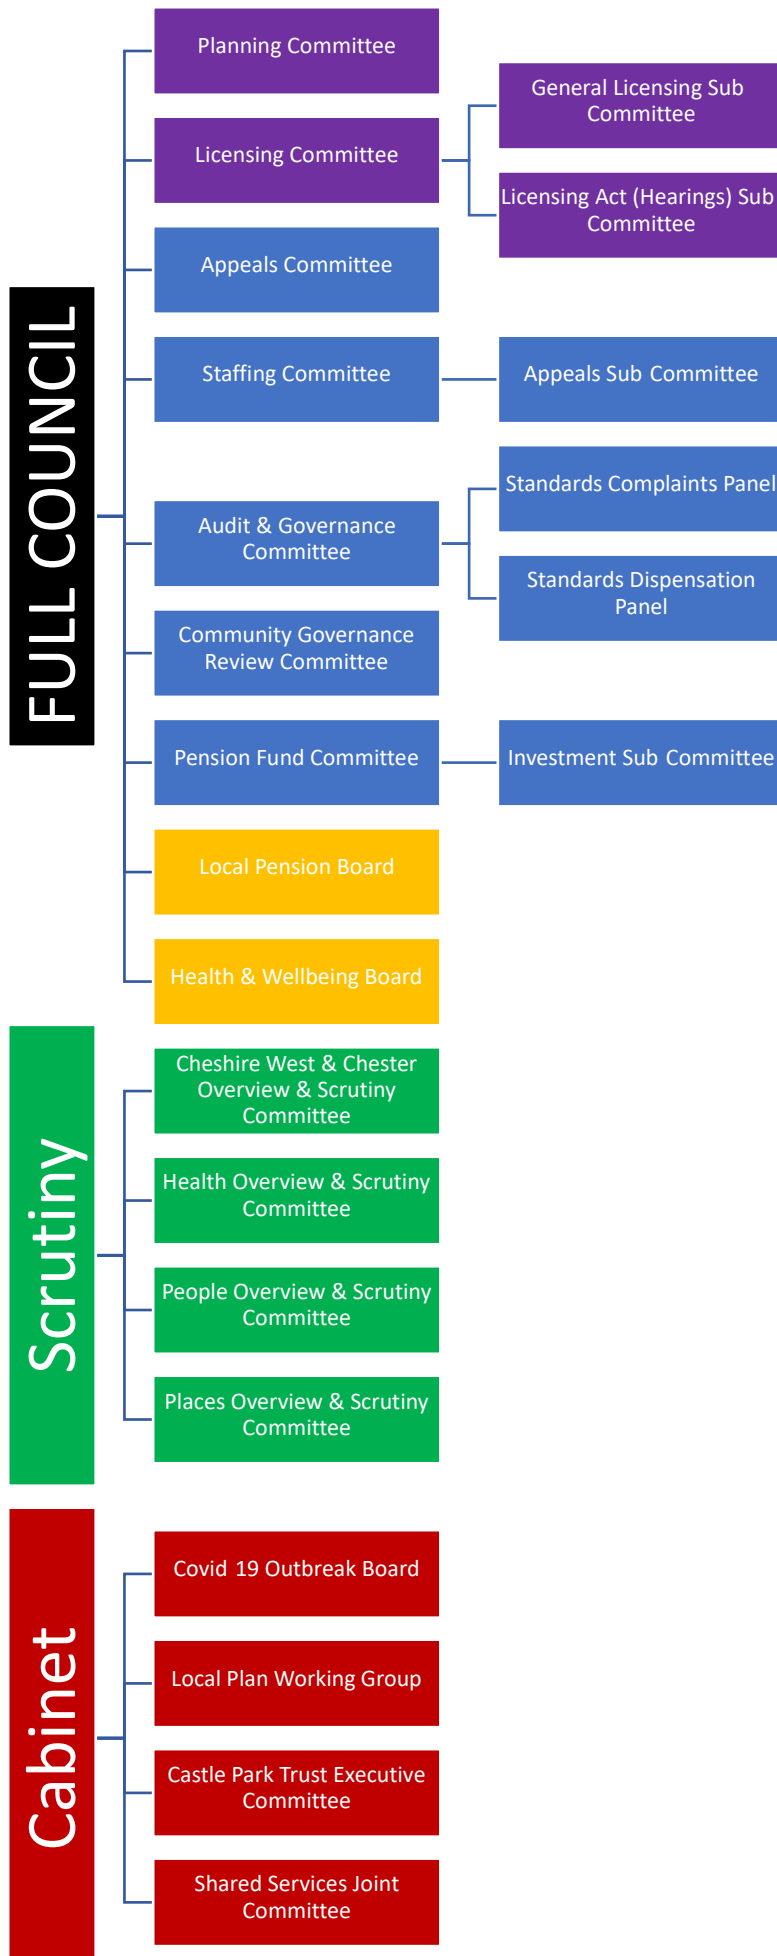 FULL COUNCIL
Planning Committee
Licensing Committee
General Licensing Sub
Committee
Licensing Act (Hearings) Sub
Committee
Appeals Committee
Staffing Committee
Appeals Sub Committee
Audit & Governance
Committee
Standards Complaints Panel
Standards Dispensation
Panel
Community Governance
Review Committee
Pension Fund Committee
Investment Sub Committee
Local Pension Board
Health & Wellbeing Board
Scrutiny
Cheshire West & Chester
Overview & Scrutiny
Committee
Health Overview & Scrutiny
Committee
People Overview & Scrutiny
Committee
Places Overview & Scrutiny
Committee
Cabinet
Covid 19 Outbreak Board
Local Plan Working Group
Castle Park Trust Executive
Committee
Shared Services Joint
Committee